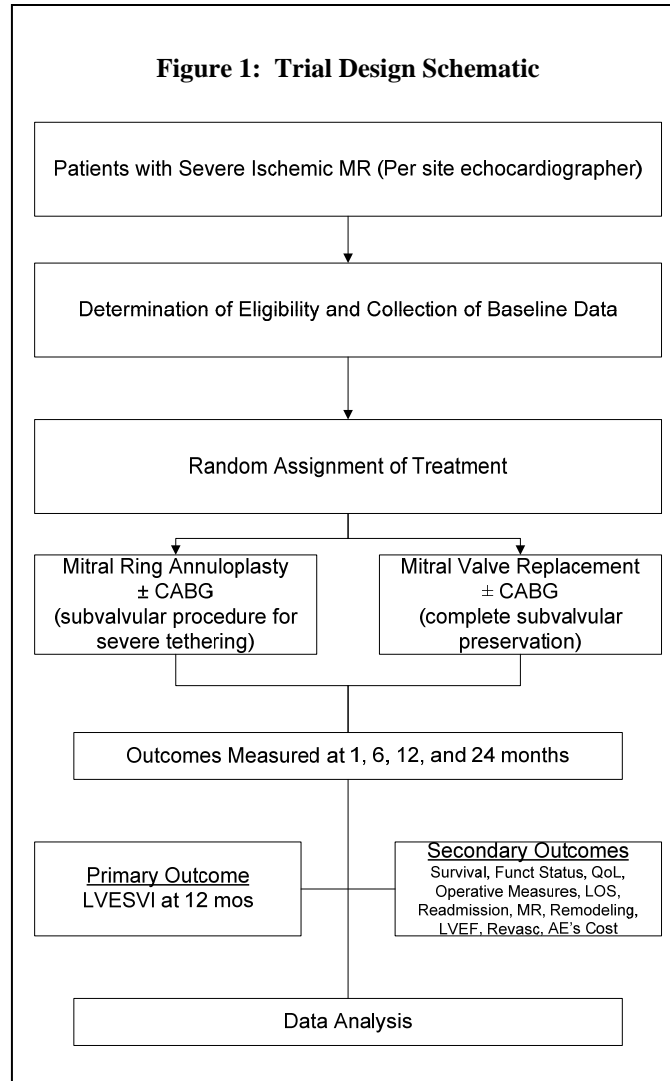 Figure 1: Trial Design Schematic
Patients with Severe Ischemic MR (Per site echocardiographer)
Determination of Eligibility and Collection of Baseline Data
Random Assignment of Treatment
Mitral Ring Annuloplasty
± CABG
(subvalvular procedure for
severe tethering)
Mitral Valve Replacement
± CABG
(complete subvalvular
preservation)
Outcomes Measured at 1, 6, 12, and 24 months
Primary Outcome
LVESVI at 12 mos
Secondary Outcomes
Survival, Funct Status, QoL,
Operative Measures, LOS,
Readmission, MR, Remodeling,
LVEF, Revasc, AE's Cost
Data Analysis